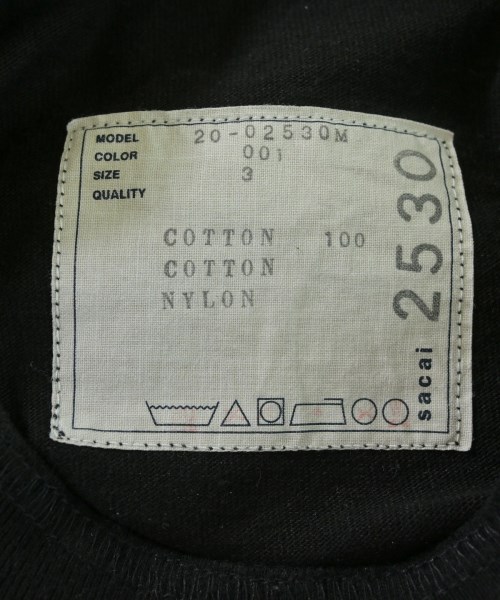 MODEL 20-02530M
COLOR 001
SIZE 3
QUALITY
COTTON 100
COTTON
NYLON
sacai 2530